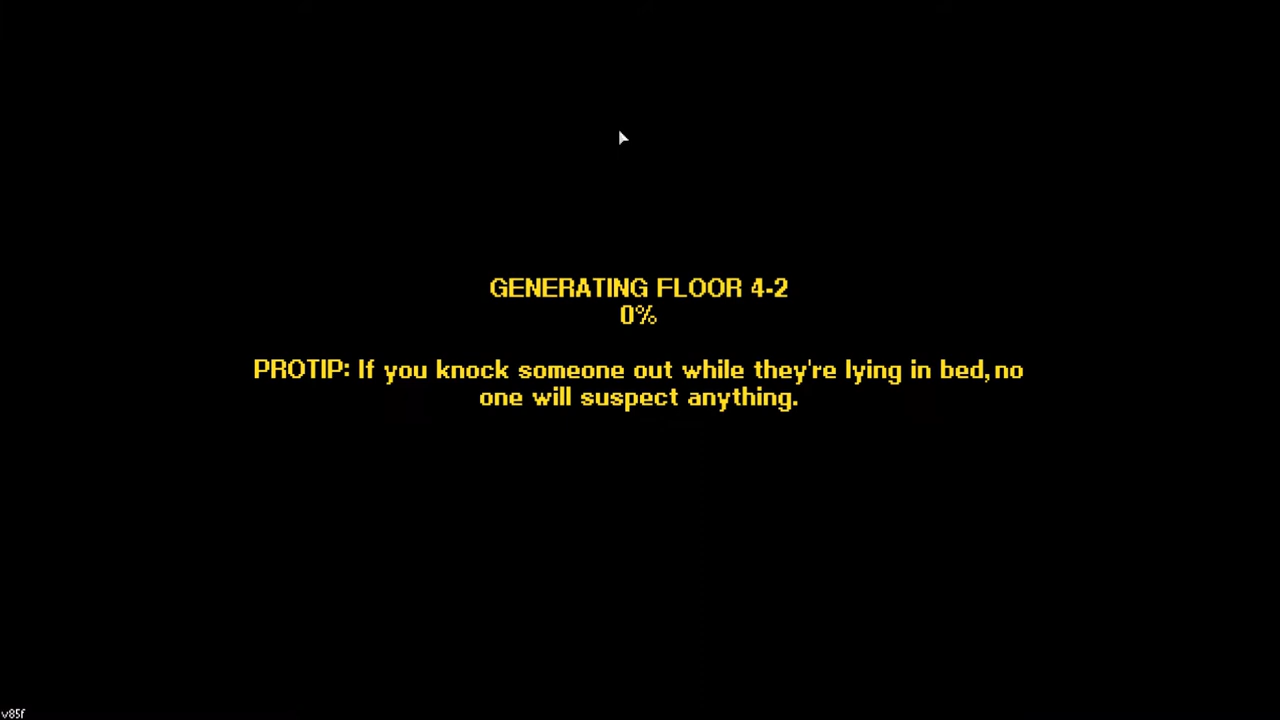 GENERATING FLOOR 4-2
0%
PROTIP: If you knock someone out while they're lying in bed, no
one will suspect anything.
v85f